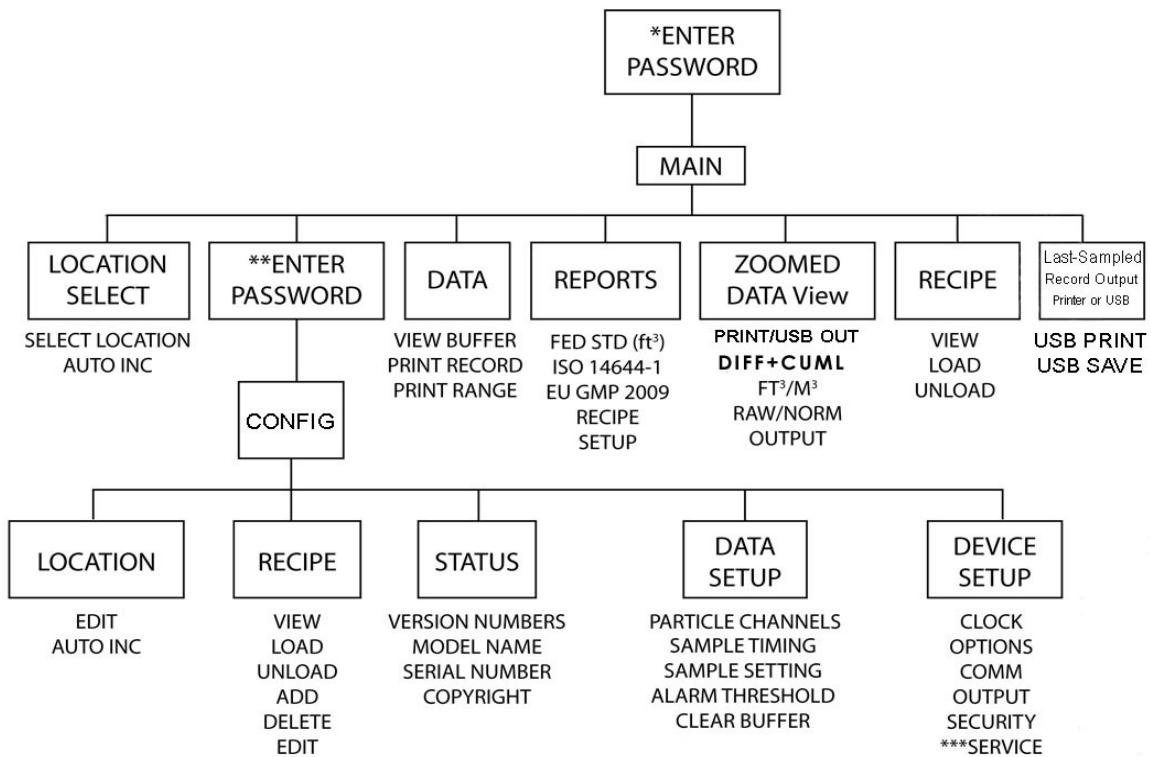 *ENTER
PASSWORD
MAIN
LOCATION
SELECT
SELECT LOCATION
AUTO INC
**ENTER
PASSWORD
CONFIG
DATA
VIEW BUFFER
PRINT RECORD
PRINT RANGE
REPORTS
FED STD (ft³)
ISO 14644-1
EU GMP 2009
RECIPE
SETUP
ZOOMED
DATA View
PRINT/USB OUT
DIFF+CUML
FT³/M³
RAW/NORM
OUTPUT
RECIPE
VIEW
LOAD
UNLOAD
Last-Sampled
Record Output
Printer or USB
USB PRINT
USB SAVE
LOCATION
EDIT
AUTO INC
RECIPE
VIEW
LOAD
UNLOAD
ADD
DELETE
EDIT
STATUS
VERSION NUMBERS
MODEL NAME
SERIAL NUMBER
COPYRIGHT
DATA
SETUP
PARTICLE CHANNELS
SAMPLE TIMING
SAMPLE SETTING
ALARM THRESHOLD
CLEAR BUFFER
DEVICE
SETUP
CLOCK
OPTIONS
COMM
OUTPUT
SECURITY
***SERVICE